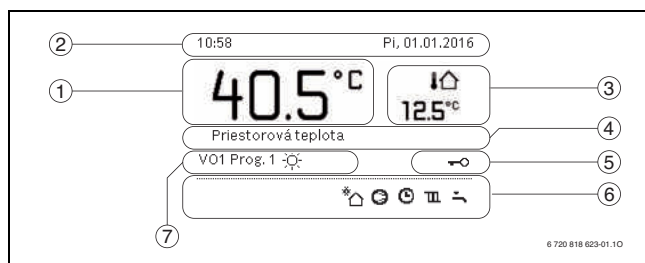 ② 10:58 Pi, 01.01.2016
① 40.5°C 12.5°C ③
Priestorová teplota ④
VO1 Prog. 1 ⑤
⑥
⑦
6 720 818 623-01.1O